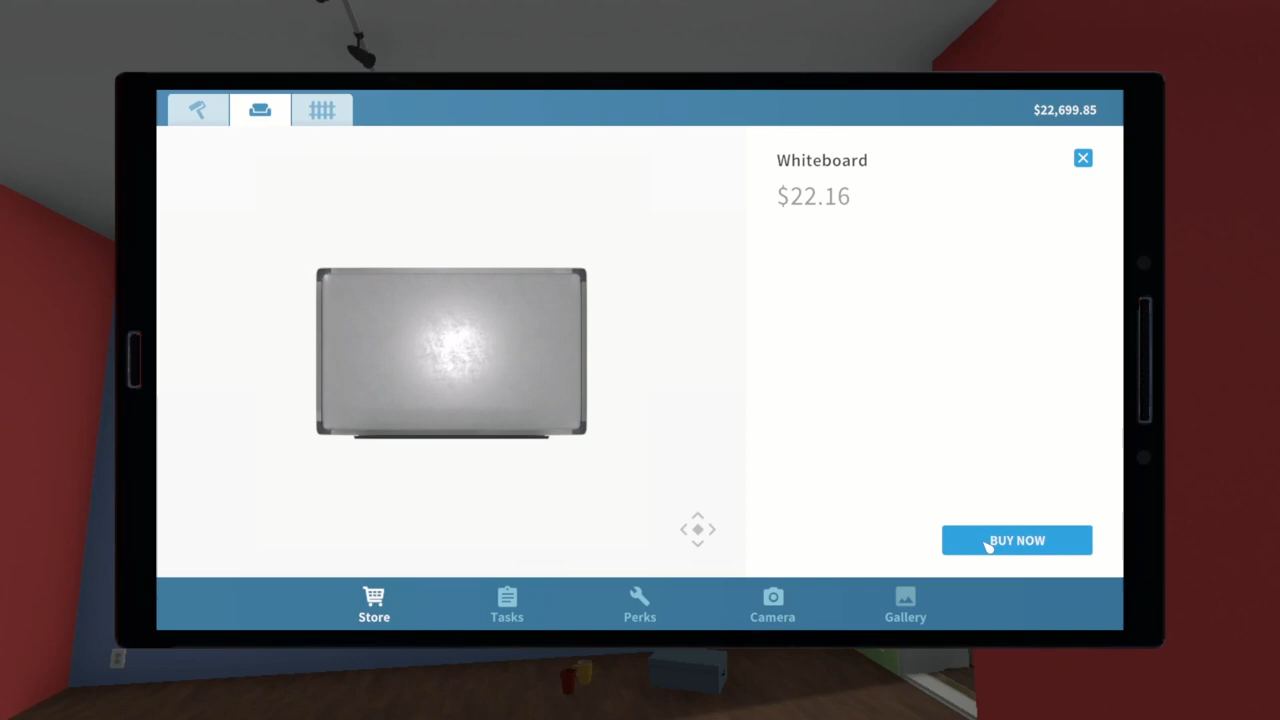 $22,699.85
Whiteboard
$22.16
BUY NOW
Store
Tasks
Perks
Camera
Gallery